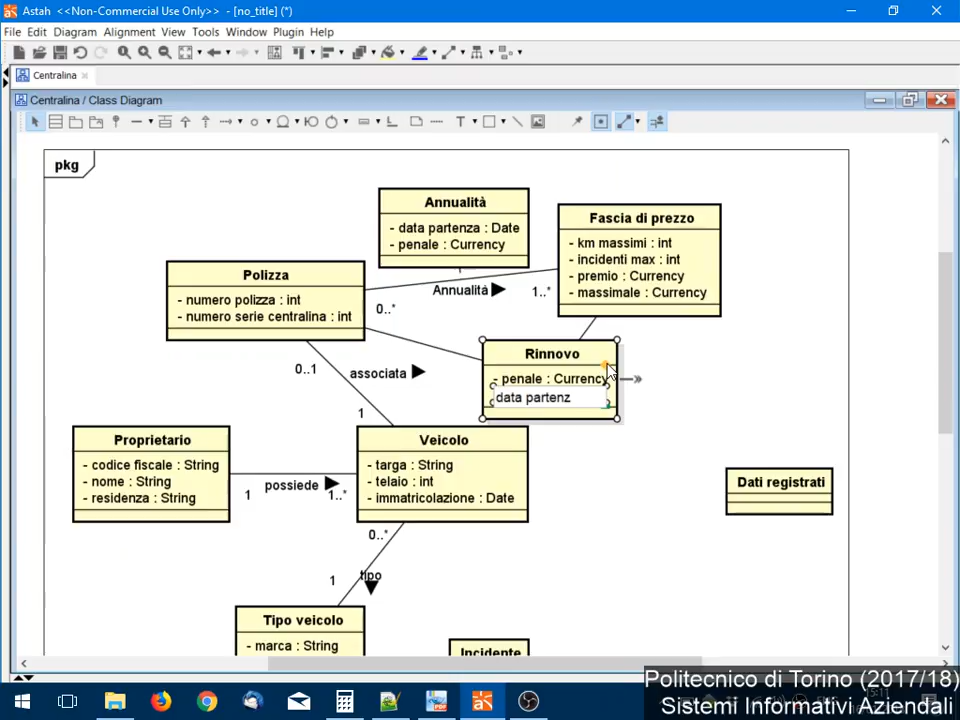 Astah <<Non-Commercial Use Only>> - [no_title] (*)
File Edit Diagram Alignment View Tools Window Plugin Help
Centralina
Centralina / Class Diagram
pkg
Annualità
- data partenza : Date
- penale : Currency
Fascia di prezzo
- km massimi : int
- incidenti max : int
- premio : Currency
- massimale : Currency
Polizza
- numero polizza : int
- numero serie centralina : int
Annualità
0..*
1..*
Rinnovo
- penale : Currency
data partenz
0..1
associata
1
Proprietario
- codice fiscale : String
- nome : String
- residenza : String
possiede
1
1..*
Veicolo
- targa : String
- telaio : int
- immatricolazione : Date
Dati registrati
0..*
tipo
1
Tipo veicolo
- marca : String
Incidente
Politecnico di Torino (2017/18)
Sistemi Informativi Aziendali